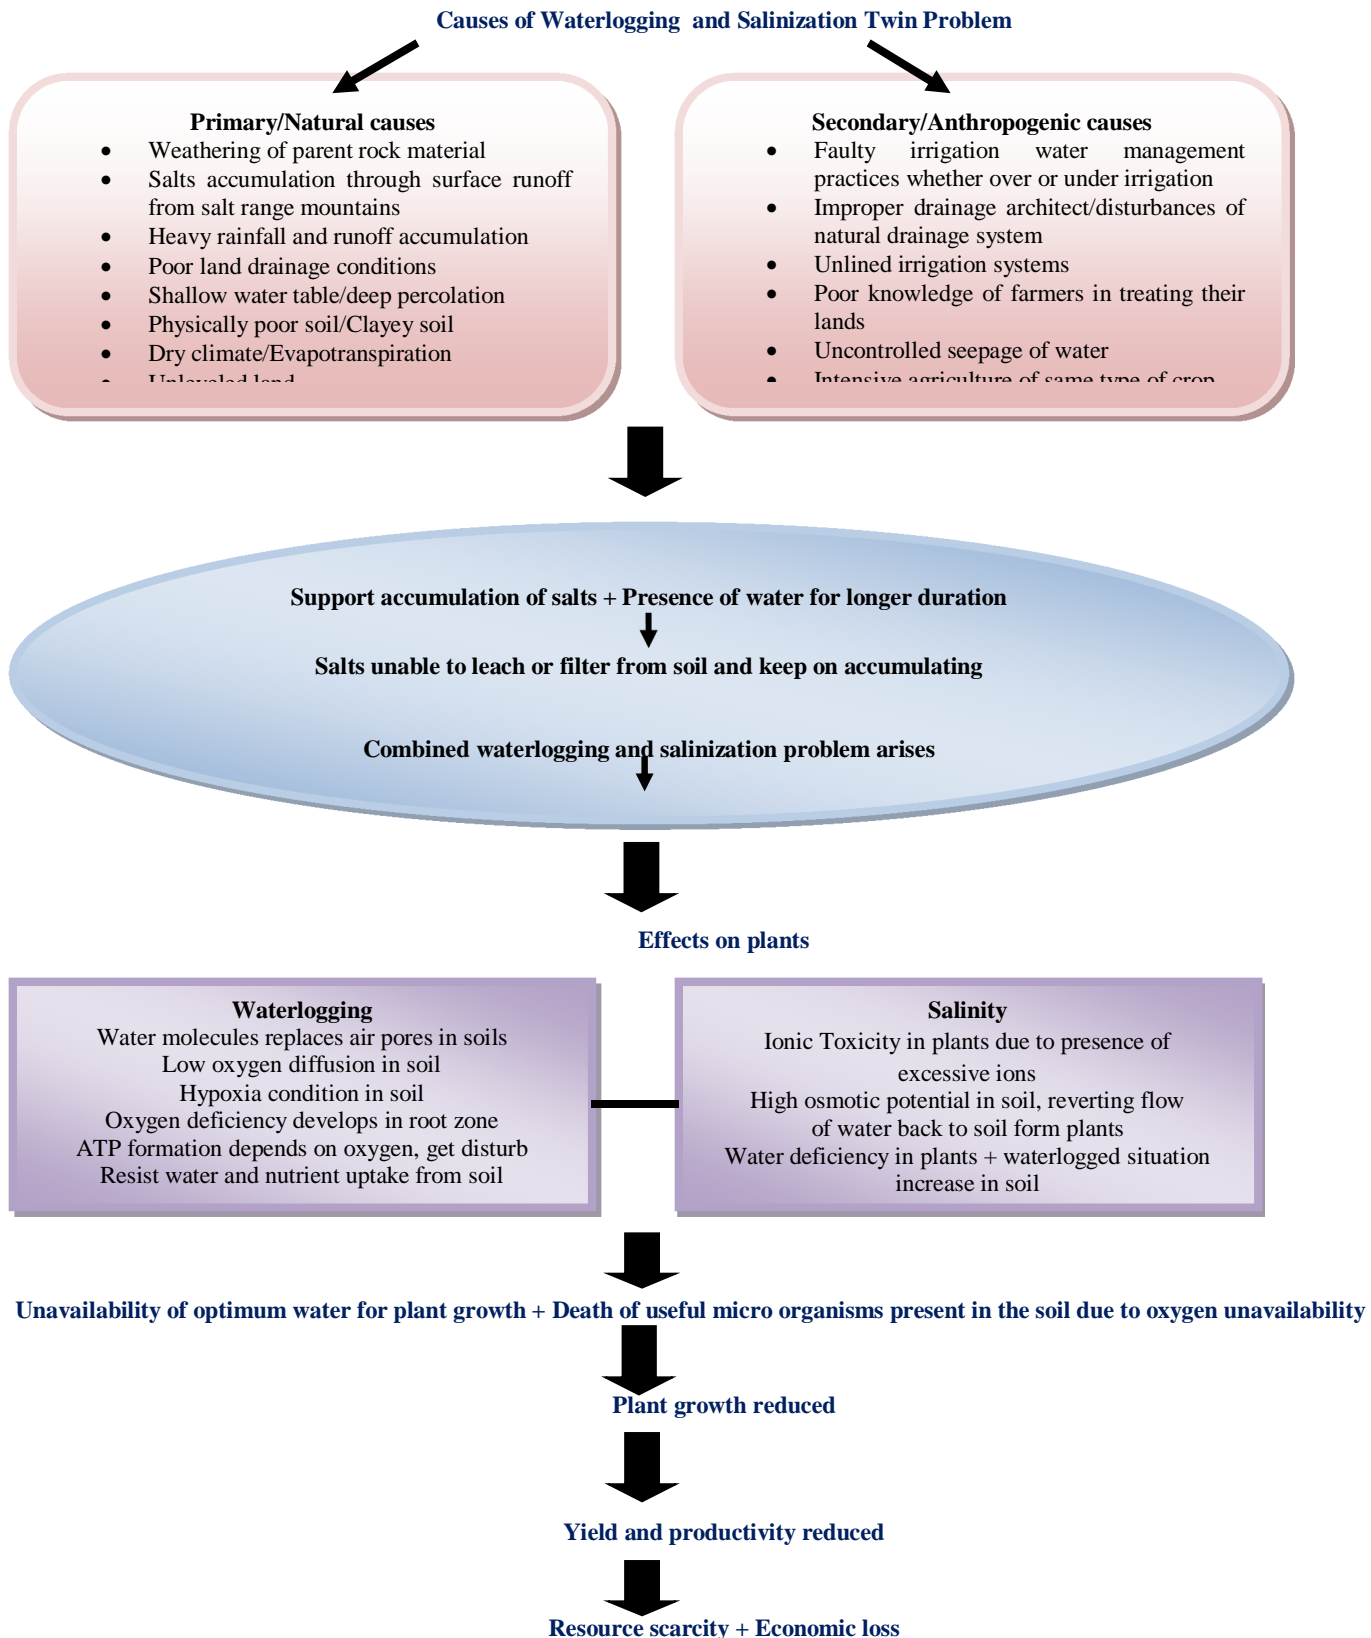 Causes of Waterlogging and Salinization Twin Problem
Primary/Natural causes
• Weathering of parent rock material
• Salts accumulation through surface runoff
from salt range mountains
• Heavy rainfall and runoff accumulation
• Poor land drainage conditions
• Shallow water table/deep percolation
• Physically poor soil/Clayey soil
• Dry climate/Evapotranspiration
• Unleveled land
Secondary/Anthropogenic causes
• Faulty irrigation water management
practices whether over or under irrigation
• Improper drainage architect/disturbances of
natural drainage system
• Unlined irrigation systems
• Poor knowledge of farmers in treating their
lands
• Uncontrolled seepage of water
• Intensive agriculture of same type of crop
Support accumulation of salts + Presence of water for longer duration
Salts unable to leach or filter from soil and keep on accumulating
Combined waterlogging and salinization problem arises
Effects on plants
Waterlogging
Water molecules replaces air pores in soils
Low oxygen diffusion in soil
Hypoxia condition in soil
Oxygen deficiency develops in root zone
ATP formation depends on oxygen, get disturb
Resist water and nutrient uptake from soil
Salinity
Ionic Toxicity in plants due to presence of
excessive ions
High osmotic potential in soil, reverting flow
of water back to soil form plants
Water deficiency in plants + waterlogged situation
increase in soil
Unavailability of optimum water for plant growth + Death of useful micro organisms present in the soil due to oxygen unavailability
Plant growth reduced
Yield and productivity reduced
Resource scarcity + Economic loss